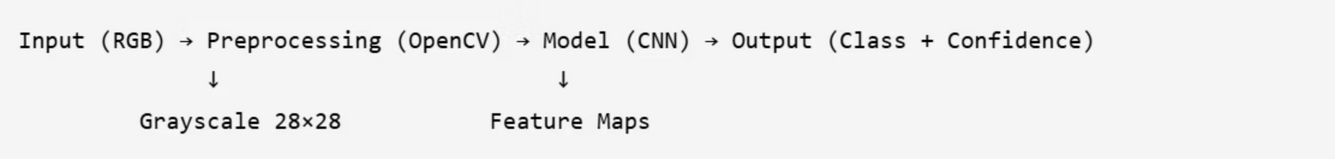 Input (RGB) → Preprocessing (OpenCV) → Model (CNN) → Output (Class + Confidence)
↓ ↓
Grayscale 28×28 Feature Maps